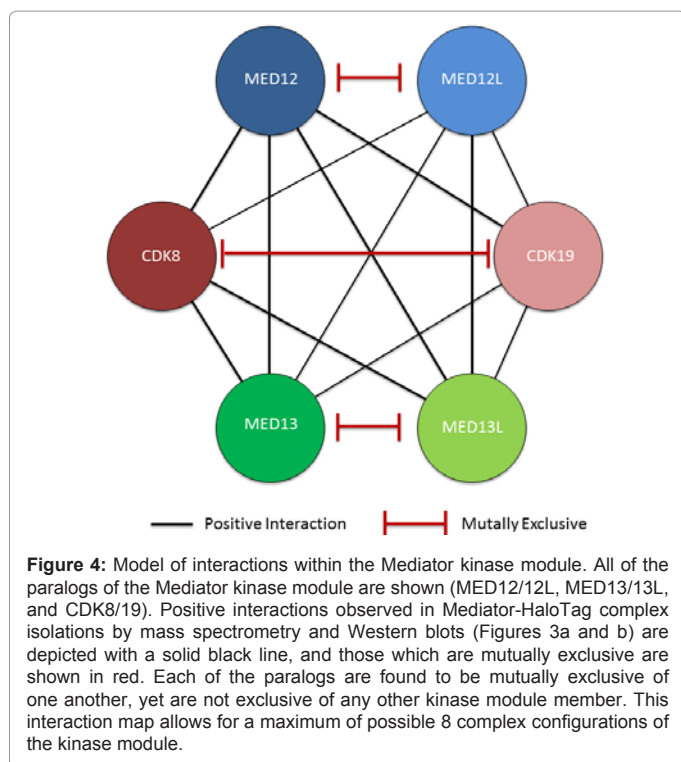 MED12
MED12L
CDK8
CDK19
MED13
MED13L
Positive Interaction
Mutally Exclusive
Figure 4: Model of interactions within the Mediator kinase module. All of the
paralogs of the Mediator kinase module are shown (MED12/12L, MED13/13L,
and CDK8/19). Positive interactions observed in Mediator-HaloTag complex
isolations by mass spectrometry and Western blots (Figures 3a and b) are
depicted with a solid black line, and those which are mutually exclusive are
shown in red. Each of the paralogs are found to be mutually exclusive of
one another, yet are not exclusive of any other kinase module member. This
interaction map allows for a maximum of possible 8 complex configurations of
the kinase module.